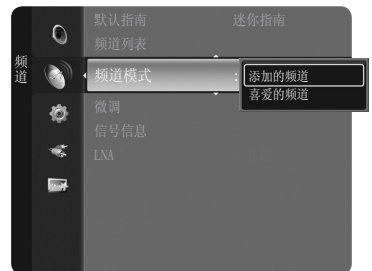 频道
默认指南 迷你指南
频道列表
频道模式 : 添加的频道
喜爱的频道
微调
信号信息
LNA